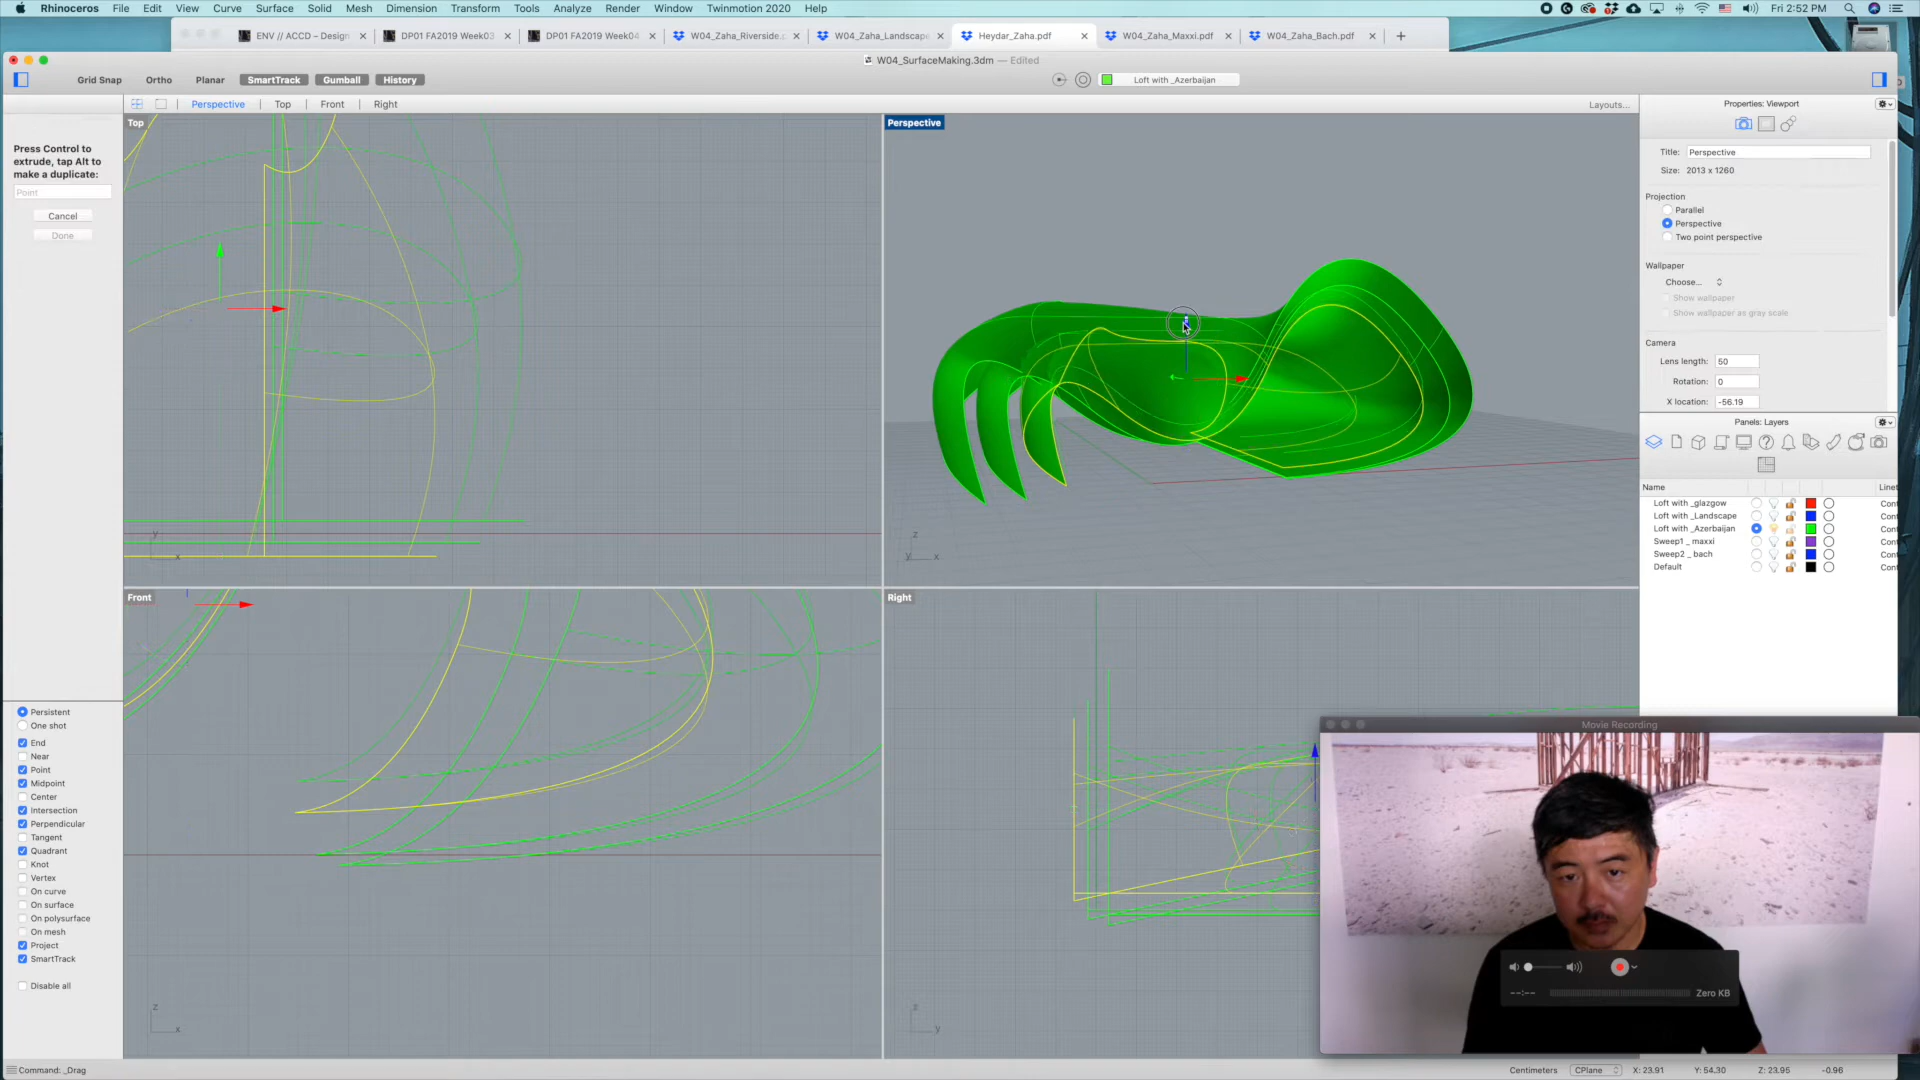 Rhinoceros File Edit View Curve Surface Solid Mesh Dimension Transform Tools Analyze Render Window Twinmotion 2020 Help Fri 2:52 PM
ENV // ACCD – Design DP01 FA2019 Week03 DP01 FA2019 Week04 W04_Zaha_Riverside. W04_Zaha_Landscape Heydar_Zaha.pdf W04_Zaha_Maxxi.pdf W04_Zaha_Bach.pdf
W04_SurfaceMaking.3dm — Edited
Grid Snap Ortho Planar SmartTrack Gumball History Loft with _Azerbaijan
Perspective Top Front Right Layouts...
Press Control to
extrude, tap Alt to
make a duplicate:
Point
Cancel
Done
Top
y
x
Perspective
z
y x
Front
z
x
Right
z
y
Persistent
One shot
End
Near
Point
Midpoint
Center
Intersection
Perpendicular
Tangent
Quadrant
Knot
Vertex
On curve
On surface
On polysurface
On mesh
Project
SmartTrack
Disable all
Properties: Viewport
Title: Perspective
Size: 2013 x 1260
Projection
Parallel
Perspective
Two point perspective
Wallpaper
Choose...
Show wallpaper
Show wallpaper as gray scale
Camera
Lens length: 50
Rotation: 0
X location: -56.19
Panels: Layers
Name Linet
Loft with _glazgow Cont
Loft with _Landscape Cont
Loft with _Azerbaijan Cont
Sweep1 _ maxxi Cont
Sweep2 _ bach Cont
Default Cont
Movie Recording
--:-- Zero KB
Command: _Drag Centimeters CPlane X: 23.91 Y: 54.30 Z: 23.95 -0.96